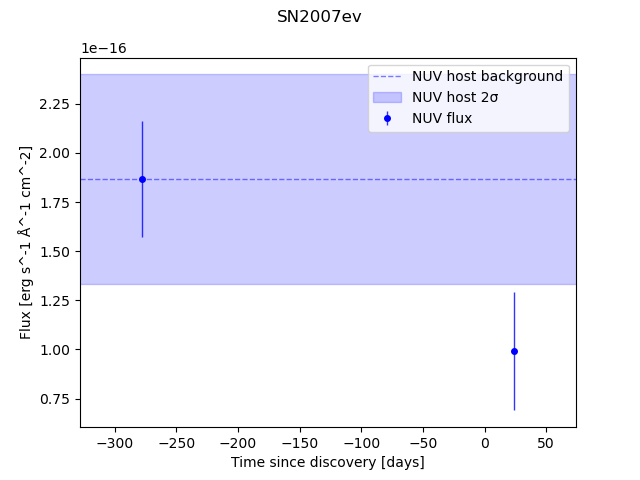 SN2007ev
1e−16
NUV host background
NUV host 2σ
NUV flux
2.25
2.00
1.75
1.50
1.25
1.00
0.75
Flux [erg s^-1 Å^-1 cm^-2]
−300
−250
−200
−150
−100
−50
0
50
Time since discovery [days]